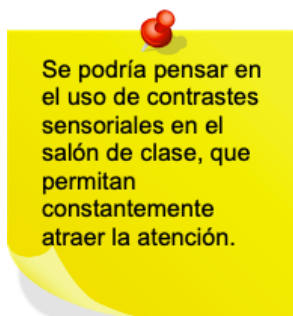 Se podría pensar en
el uso de contrastes
sensoriales en el
salón de clase, que
permitan
constantemente
atraer la atención.